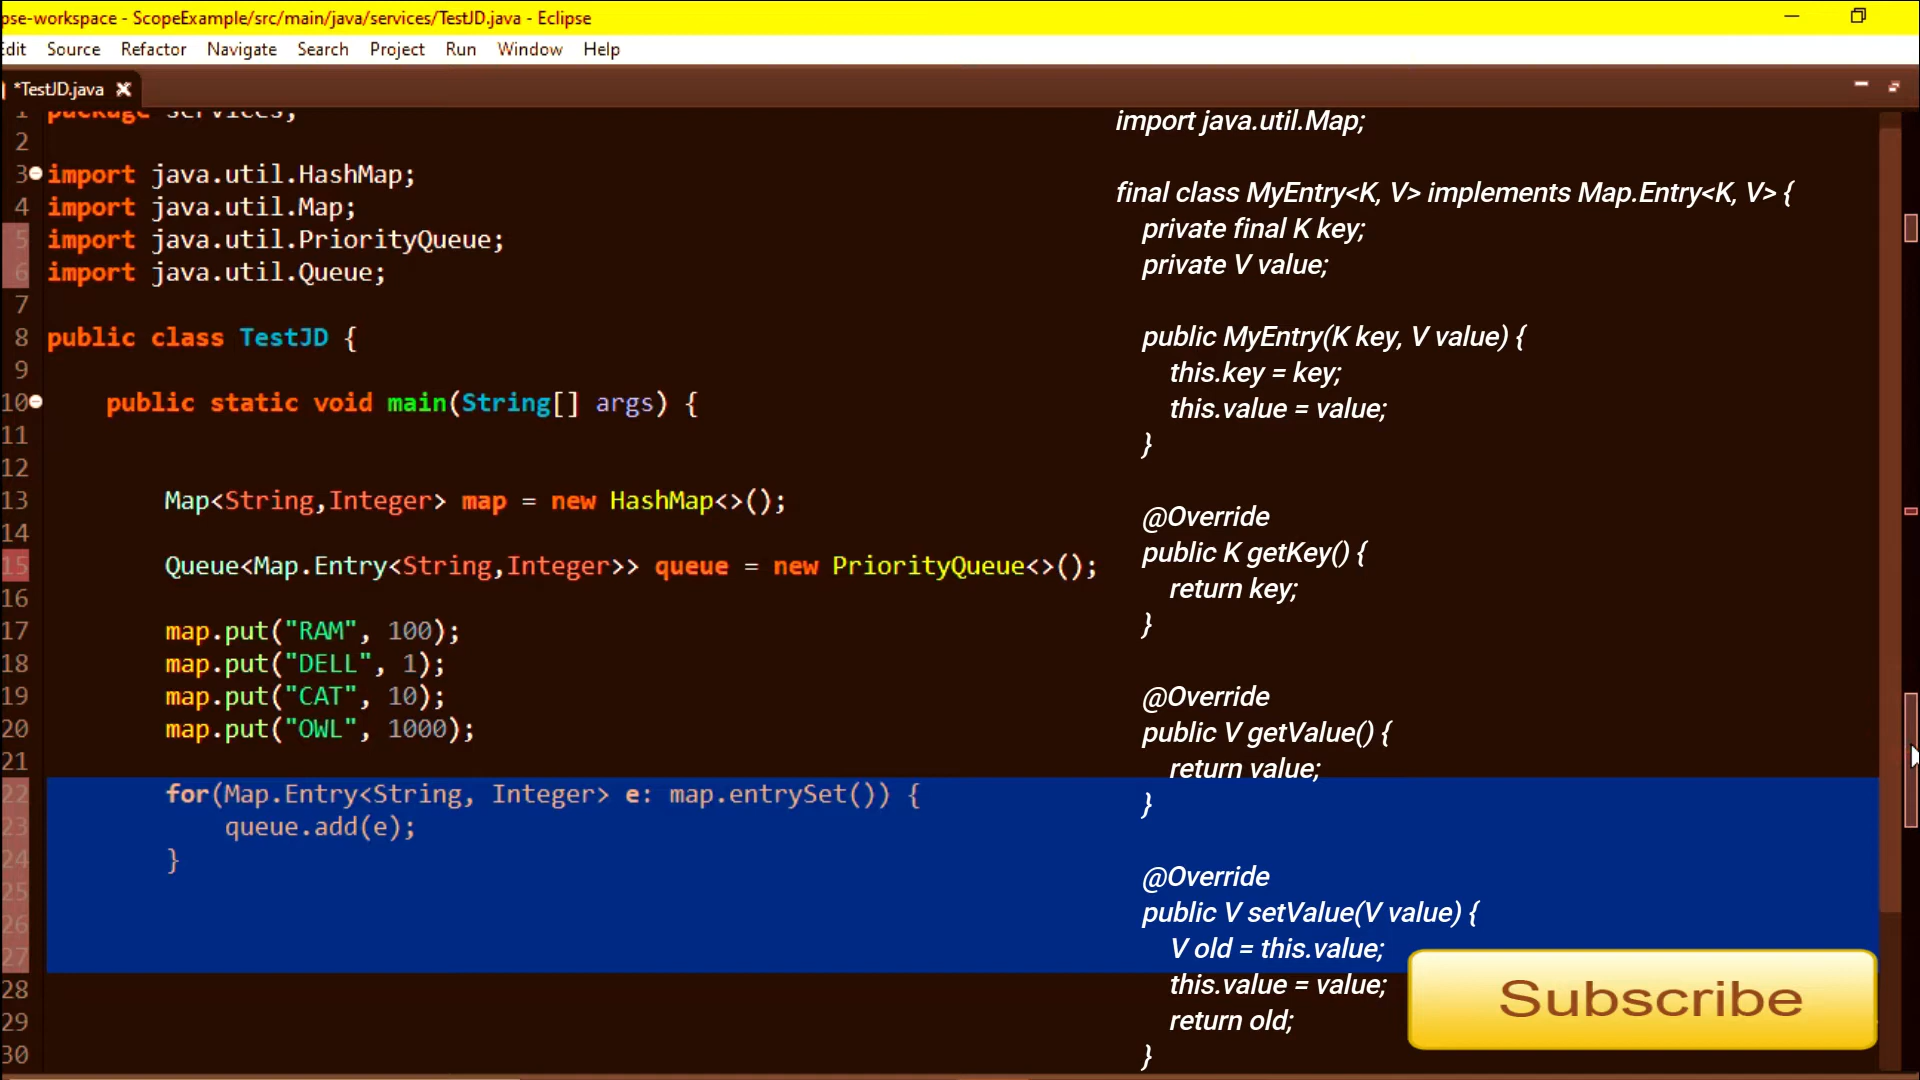 pse-workspace - ScopeExample/src/main/java/services/TestJD.java - Eclipse
Edit Source Refactor Navigate Search Project Run Window Help
*TestJD.java
1 package services;
2
3 import java.util.HashMap;
4 import java.util.Map;
5 import java.util.PriorityQueue;
6 import java.util.Queue;
7
8 public class TestJD {
9
10 public static void main(String[] args) {
11
12
13 Map<String,Integer> map = new HashMap<>();
14
15 Queue<Map.Entry<String,Integer>> queue = new PriorityQueue<>();
16
17 map.put("RAM", 100);
18 map.put("DELL", 1);
19 map.put("CAT", 10);
20 map.put("OWL", 1000);
21
22 for(Map.Entry<String, Integer> e: map.entrySet()) {
23 queue.add(e);
24 }
25
26
27
28
29
30
import java.util.Map;
final class MyEntry<K, V> implements Map.Entry<K, V> {
private final K key;
private V value;
public MyEntry(K key, V value) {
this.key = key;
this.value = value;
}
@Override
public K getKey() {
return key;
}
@Override
public V getValue() {
return value;
}
@Override
public V setValue(V value) {
V old = this.value;
this.value = value;
return old;
}
Subscribe